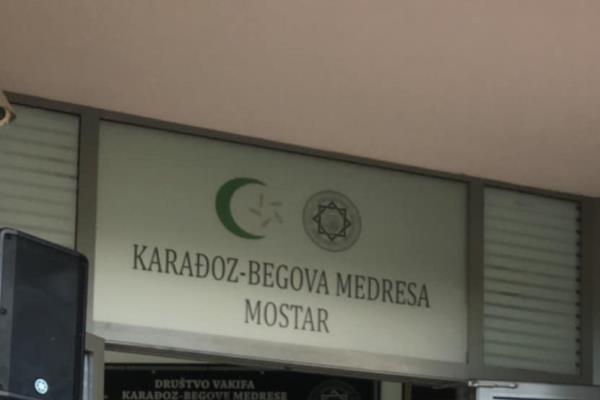 KARAĐOZ-BEGOVA MEDRESA
MOSTAR
DRUŠTVO VAKIFA
KARAĐOZ-BEGOVE MEDRESE